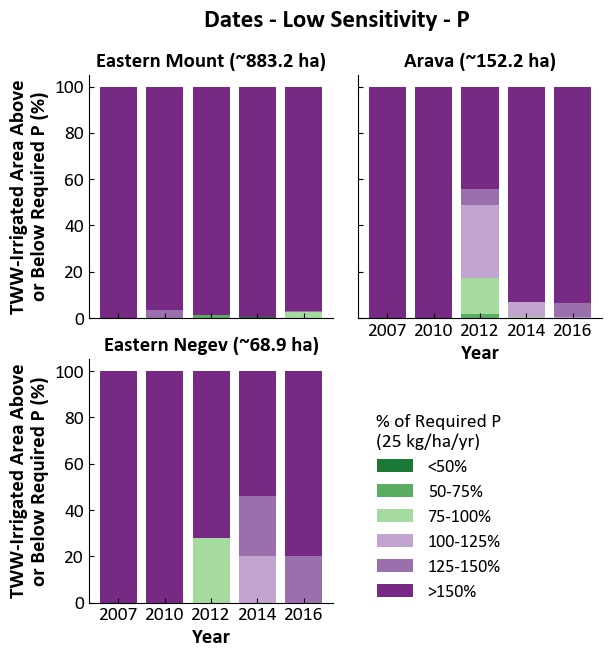 Dates - Low Sensitivity - P
Eastern Mount (~883.2 ha)
Arava (~152.2 ha)
TWW-Irrigated Area Above
or Below Required P (%)
100
80
60
40
20
0
2007 2010 2012 2014 2016
Year
Eastern Negev (~68.9 ha)
TWW-Irrigated Area Above
or Below Required P (%)
100
80
60
40
20
0
2007 2010 2012 2014 2016
Year
% of Required P
(25 kg/ha/yr)
<50%
50-75%
75-100%
100-125%
125-150%
>150%